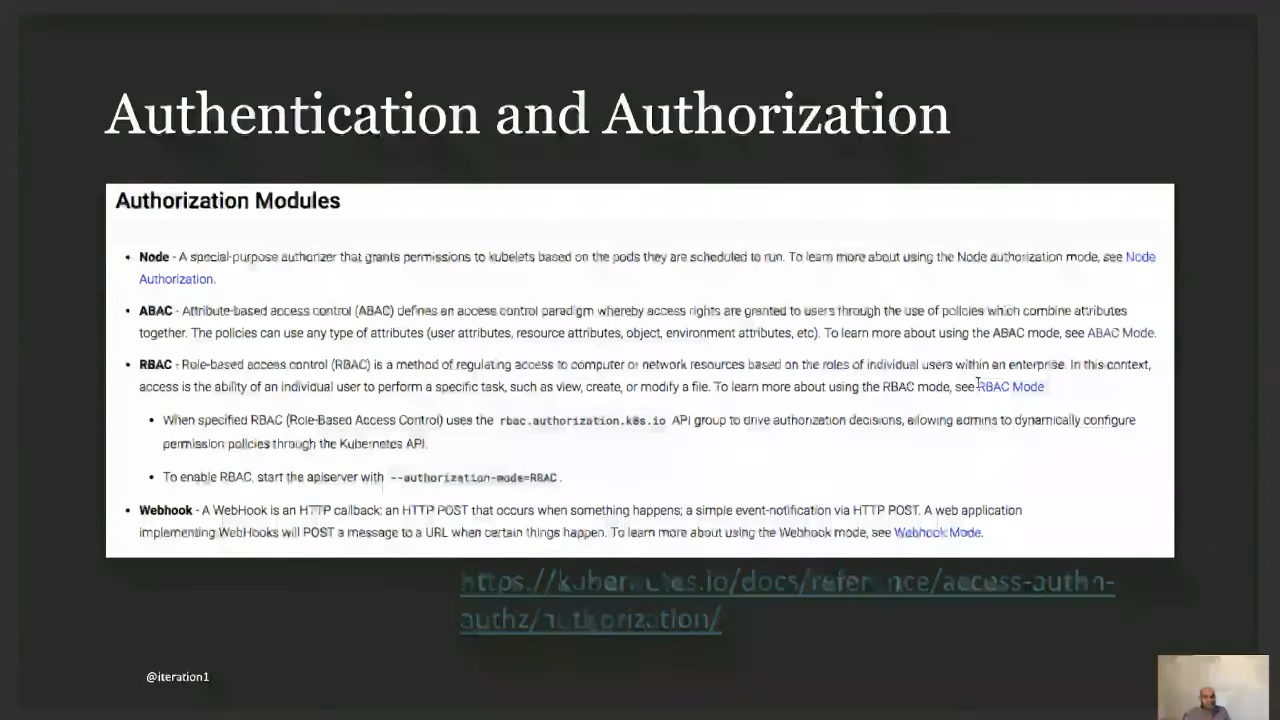 Authentication and Authorization
Authorization Modules
• Node - A special-purpose authorizer that grants permissions to kubelets based on the pods they are scheduled to run. To learn more about using the Node authorization mode, see Node
Authorization.
• ABAC - Attribute-based access control (ABAC) defines an access control paradigm whereby access rights are granted to users through the use of policies which combine attributes
together. The policies can use any type of attributes (user attributes, resource attributes, object, environment attributes, etc). To learn more about using the ABAC mode, see ABAC Mode.
• RBAC - Role-based access control (RBAC) is a method of regulating access to computer or network resources based on the roles of individual users within an enterprise. In this context,
access is the ability of an individual user to perform a specific task, such as view, create, or modify a file. To learn more about using the RBAC mode, see RBAC Mode
• When specified RBAC (Role-Based Access Control) uses the rbac.authorization.k8s.io API group to drive authorization decisions, allowing admins to dynamically configure
permission policies through the Kubernetes API.
• To enable RBAC, start the apiserver with --authorization-mode=RBAC.
• Webhook - A WebHook is an HTTP callback: an HTTP POST that occurs when something happens; a simple event-notification via HTTP POST. A web application
implementing WebHooks will POST a message to a URL when certain things happen. To learn more about using the Webhook mode, see Webhook Mode.
https://kubernetes.io/docs/reference/access-authn-
authz/authorization/
@iteration1